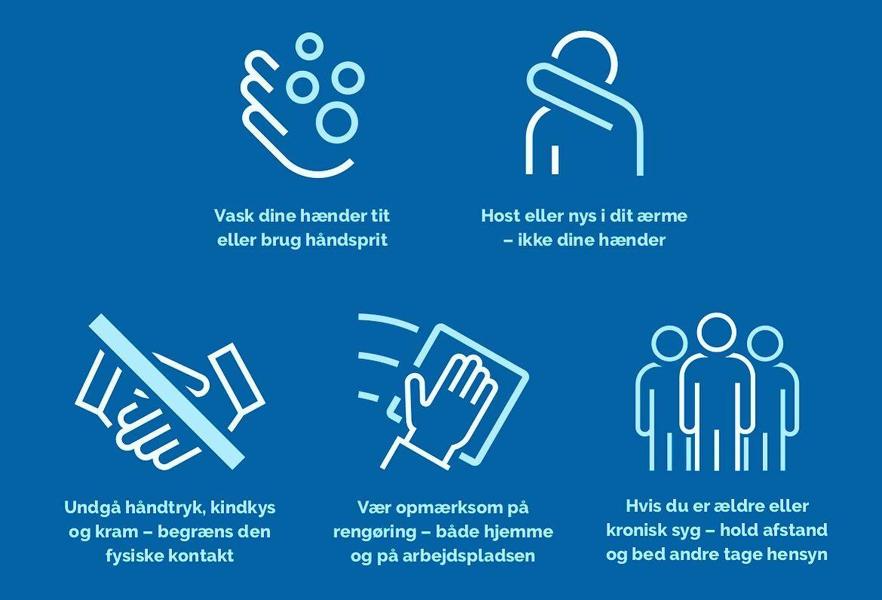 Vask dine hænder tit
eller brug håndsprit
Host eller nys i dit ærme
– ikke dine hænder
Undgå håndtryk, kindkys
og kram – begræns den
fysiske kontakt
Vær opmærksom på
rengøring – både hjemme
og på arbejdspladsen
Hvis du er ældre eller
kronisk syg – hold afstand
og bed andre tage hensyn